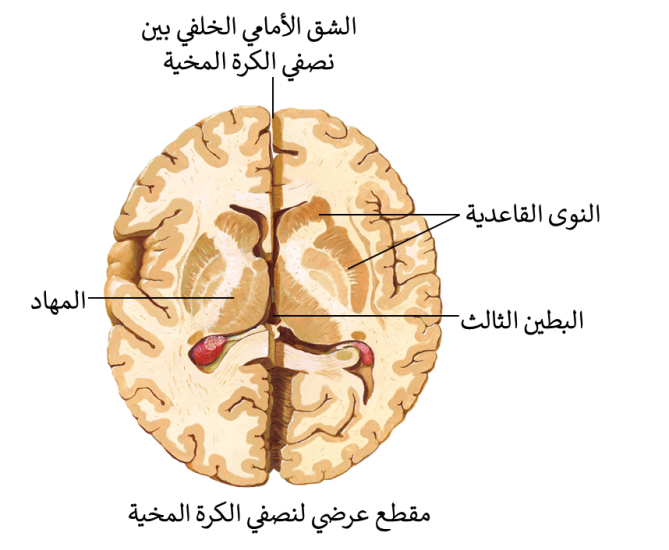 الشق الأمامي الخلفي بين
نصفي الكرة المخية
النوى القاعدية
المهاد
البطين الثالث
مقطع عرضي لنصفي الكرة المخية